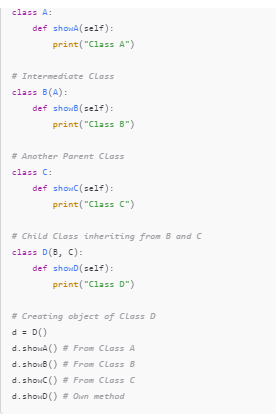 class A:
    def showA(self):
        print("Class A")

# Intermediate Class
class B(A):
    def showB(self):
        print("Class B")

# Another Parent Class
class C:
    def showC(self):
        print("Class C")

# Child Class inheriting from B and C
class D(B, C):
    def showD(self):
        print("Class D")

# Creating object of Class D
d = D()
d.showA() # From Class A
d.showB() # From Class B
d.showC() # From Class C
d.showD() # Own method